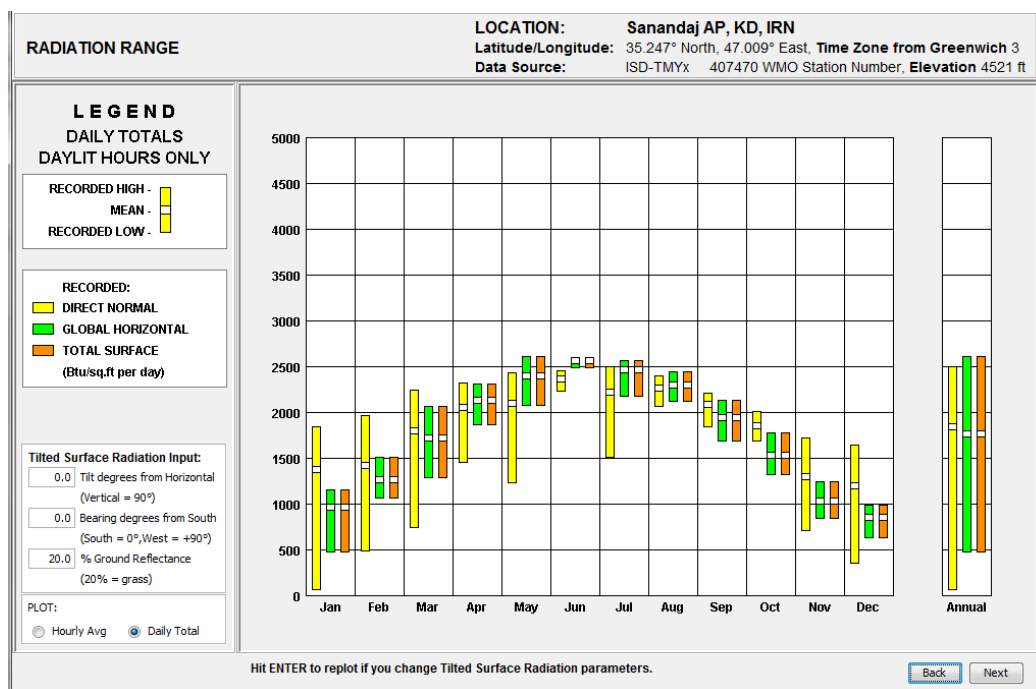 RADIATION RANGE
LOCATION: Sanandaj AP, KD, IRN
Latitude/Longitude: 35.247° North, 47.009° East, Time Zone from Greenwich 3
Data Source: ISD-TMYx 407470 WMO Station Number, Elevation 4521 ft
LEGEND
DAILY TOTALS
DAYLIT HOURS ONLY
RECORDED HIGH -
MEAN -
RECORDED LOW -
RECORDED:
DIRECT NORMAL
GLOBAL HORIZONTAL
TOTAL SURFACE
(Btu/sq.ft per day)
Tilted Surface Radiation Input:
0.0 Tilt degrees from Horizontal
(Vertical = 90°)
0.0 Bearing degrees from South
(South = 0°,West = +90°)
20.0 % Ground Reflectance
(20% = grass)
PLOT:
Hourly Avg Daily Total
5000
4500
4000
3500
3000
2500
2000
1500
1000
500
0
Jan Feb Mar Apr May Jun Jul Aug Sep Oct Nov Dec Annual
Hit ENTER to replot if you change Tilted Surface Radiation parameters.
Back Next